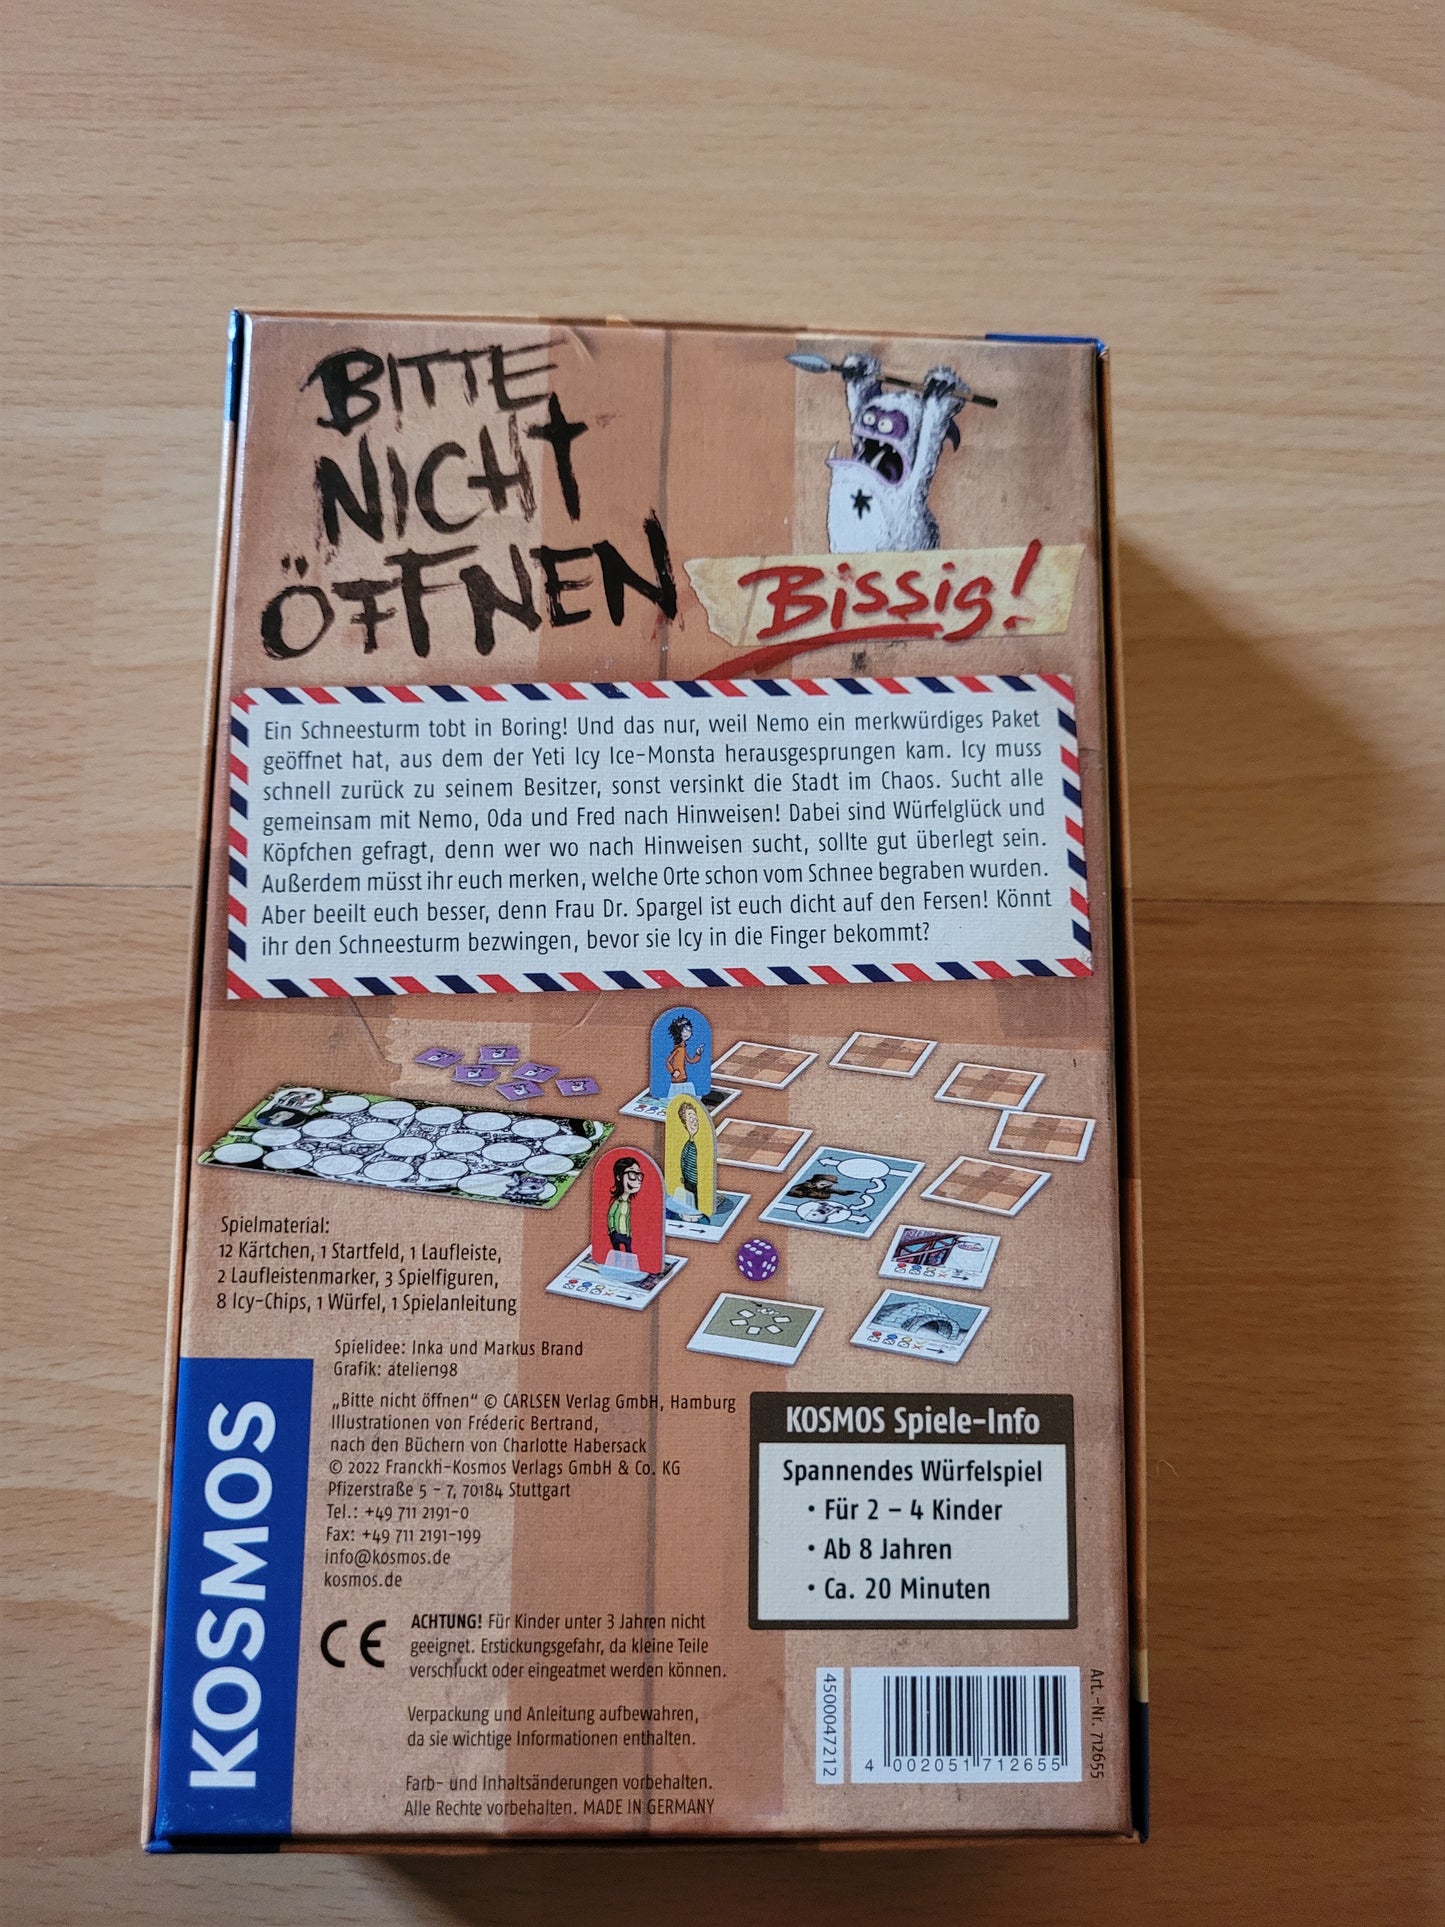 BITTE
NICHT
ÖFFNEN
Bissig!
Ein Schneesturm tobt in Boring! Und das nur, weil Nemo ein merkwürdiges Paket
geöffnet hat, aus dem der Yeti Icy Ice-Monsta herausgesprungen kam. Icy muss
schnell zurück zu seinem Besitzer, sonst versinkt die Stadt im Chaos. Sucht alle
gemeinsam mit Nemo, Oda und Fred nach Hinweisen! Dabei sind Würfelglück und
Köpfchen gefragt, denn wer wo nach Hinweisen sucht, sollte gut überlegt sein.
Außerdem müsst ihr euch merken, welche Orte schon vom Schnee begraben wurden.
Aber beeilt euch besser, denn Frau Dr. Spargel ist euch dicht auf den Fersen! Könnt
ihr den Schneesturm bezwingen, bevor sie Icy in die Finger bekommt?
Spielmaterial:
12 Kärtchen, 1 Startfeld, 1 Laufleiste,
2 Laufleistenmarker, 3 Spielfiguren,
8 Icy-Chips, 1 Würfel, 1 Spielanleitung
Spielidee: Inka und Markus Brand
Grafik: atelier198
„Bitte nicht öffnen“ © CARLSEN Verlag GmbH, Hamburg
Illustrationen von Fréderic Bertrand,
nach den Büchern von Charlotte Habersack
© 2022 Franckh-Kosmos Verlags GmbH & Co. KG
Pfizerstraße 5 – 7, 70184 Stuttgart
Tel.: +49 711 2191-0
Fax: +49 711 2191-199
info@kosmos.de
kosmos.de
KOSMOS
CE
ACHTUNG! Für Kinder unter 3 Jahren nicht
geeignet. Erstickungsgefahr, da kleine Teile
verschluckt oder eingeatmet werden können.
Verpackung und Anleitung aufbewahren,
da sie wichtige Informationen enthalten.
Farb- und Inhaltsänderungen vorbehalten.
Alle Rechte vorbehalten. MADE IN GERMANY
KOSMOS Spiele-Info
Spannendes Würfelspiel
• Für 2 – 4 Kinder
• Ab 8 Jahren
• Ca. 20 Minuten
4500047212
4 002051 712655
Art.-Nr. 712655